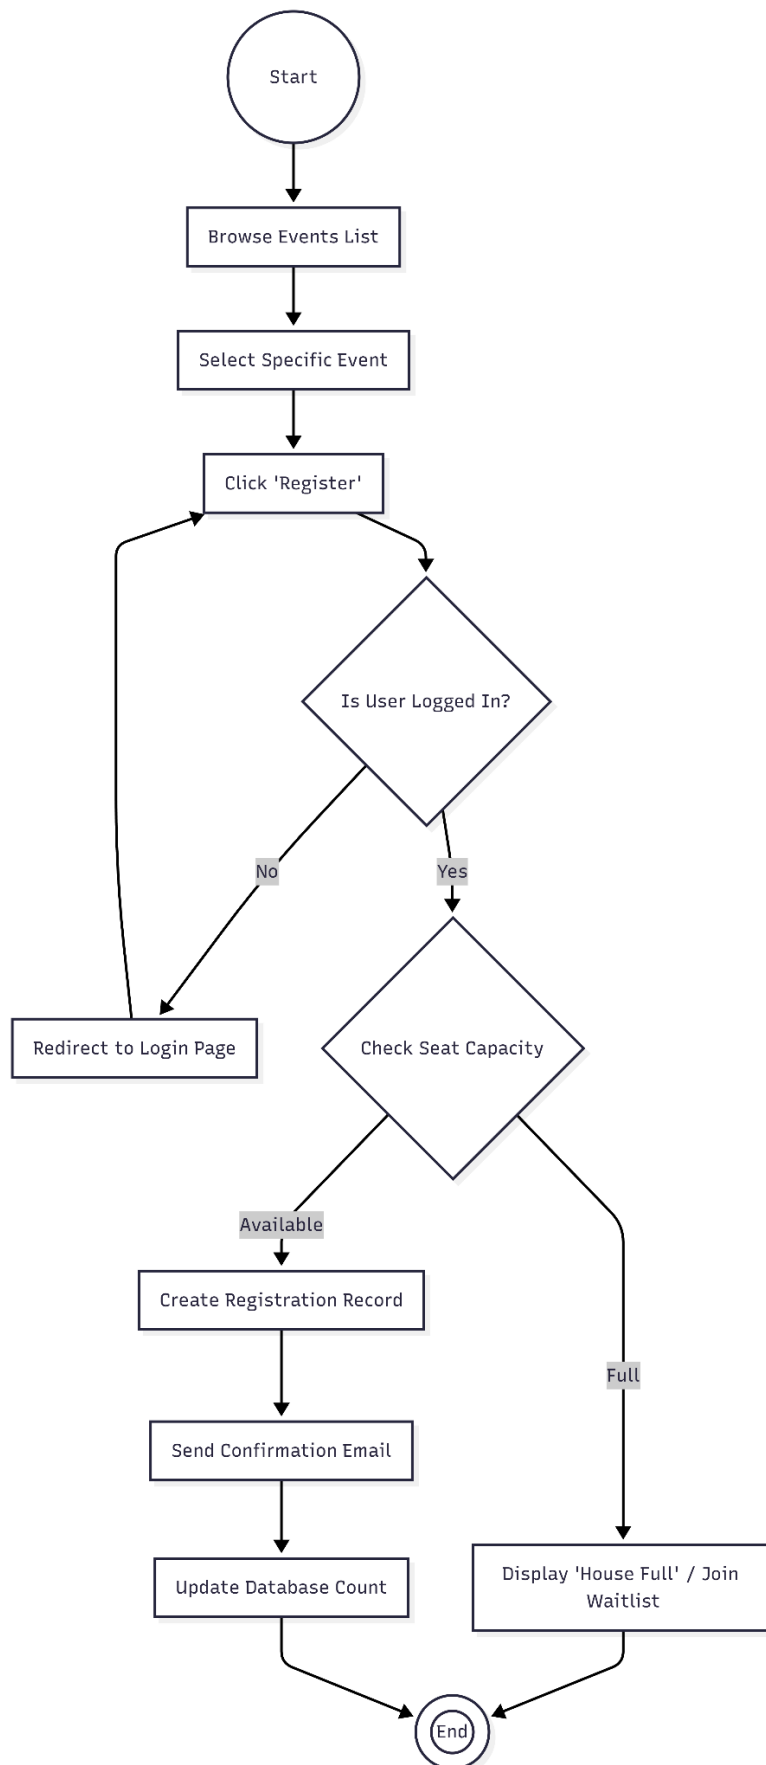 Start
Browse Events List
Select Specific Event
Click 'Register'
Is User Logged In?
No
Yes
Redirect to Login Page
Check Seat Capacity
Available
Create Registration Record
Full
Send Confirmation Email
Update Database Count
Display 'House Full' / Join
Waitlist
End